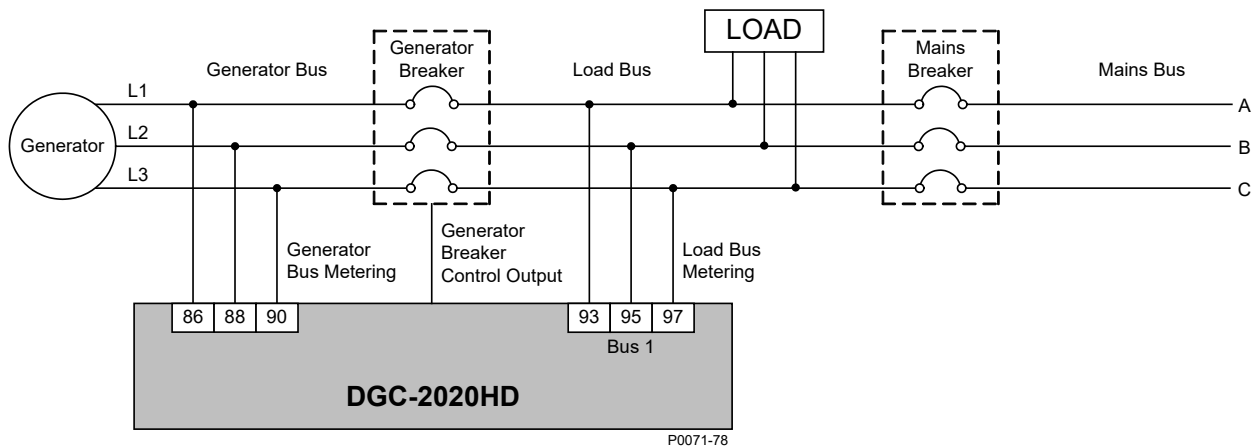 LOAD
Generator
Breaker
Mains
Breaker
Generator Bus
Load Bus
Mains Bus
L1
A
Generator
L2
B
L3
C
Generator
Bus Metering
Generator
Breaker
Control Output
Load Bus
Metering
86 88 90
93 95 97
Bus 1
DGC-2020HD
P0071-78